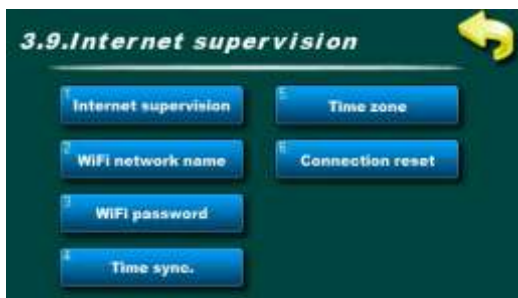 3.9.Internet supervision
1
Internet supervision
2
WiFi network name
3
WiFi password
4
Time sync.
5
Time zone
6
Connection reset